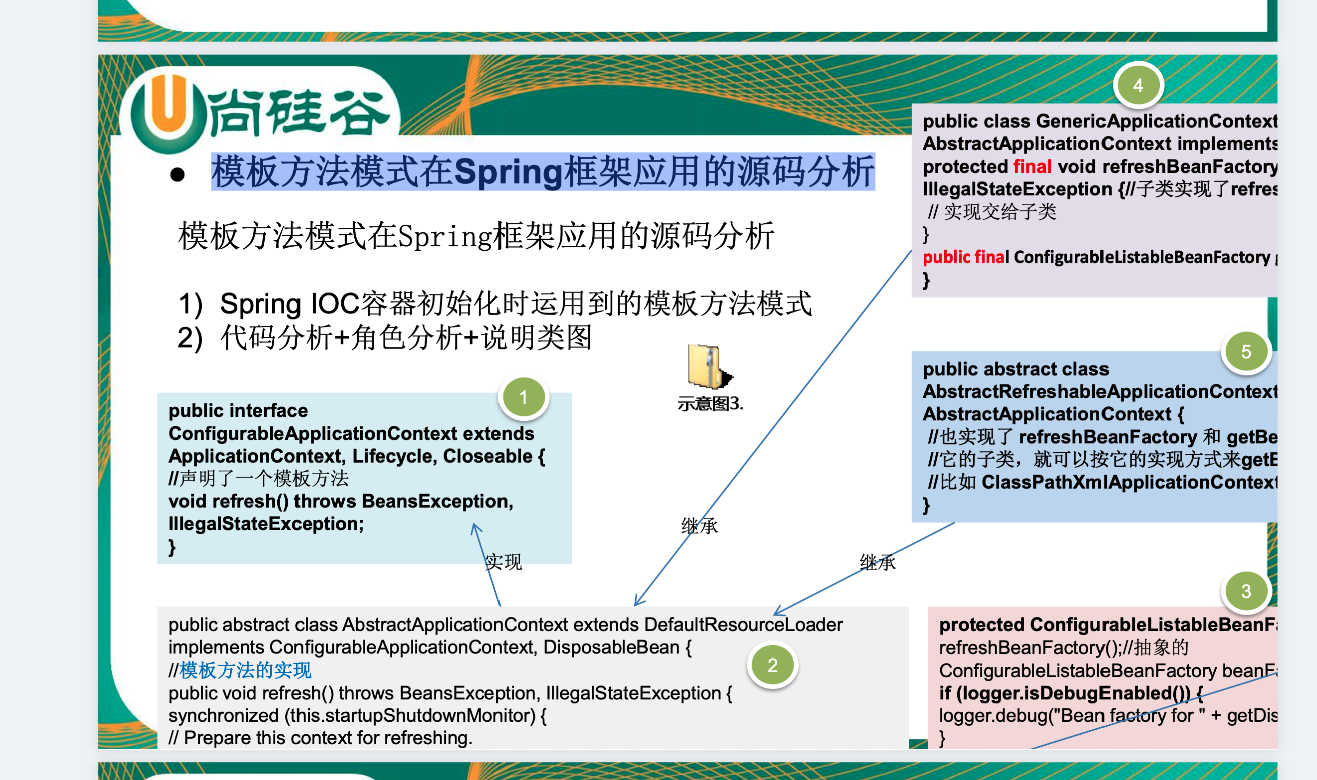 尚硅谷
● 模板方法模式在Spring框架应用的源码分析
模板方法模式在Spring框架应用的源码分析
1) Spring IOC容器初始化时运用到的模板方法模式
2) 代码分析+角色分析+说明类图
示意图3.
1
public interface
ConfigurableApplicationContext extends
ApplicationContext, Lifecycle, Closeable {
//声明了一个模板方法
void refresh() throws BeansException,
IllegalStateException;
}
实现
继承
继承
4
public class GenericApplicationContext
AbstractApplicationContext implements
protected final void refreshBeanFactory
IllegalStateException {//子类实现了refres
// 实现交给子类
}
public final ConfigurableListableBeanFactory
}
5
public abstract class
AbstractRefreshableApplicationContext
AbstractApplicationContext {
//也实现了 refreshBeanFactory 和 getBe
//它的子类，就可以按它的实现方式来getB
//比如 ClassPathXmlApplicationContext
}
2
public abstract class AbstractApplicationContext extends DefaultResourceLoader
implements ConfigurableApplicationContext, DisposableBean {
//模板方法的实现
public void refresh() throws BeansException, IllegalStateException {
synchronized (this.startupShutdownMonitor) {
// Prepare this context for refreshing.
3
protected ConfigurableListableBeanFa
refreshBeanFactory();//抽象的
ConfigurableListableBeanFactory beanFa
if (logger.isDebugEnabled()) {
logger.debug("Bean factory for " + getDis
}